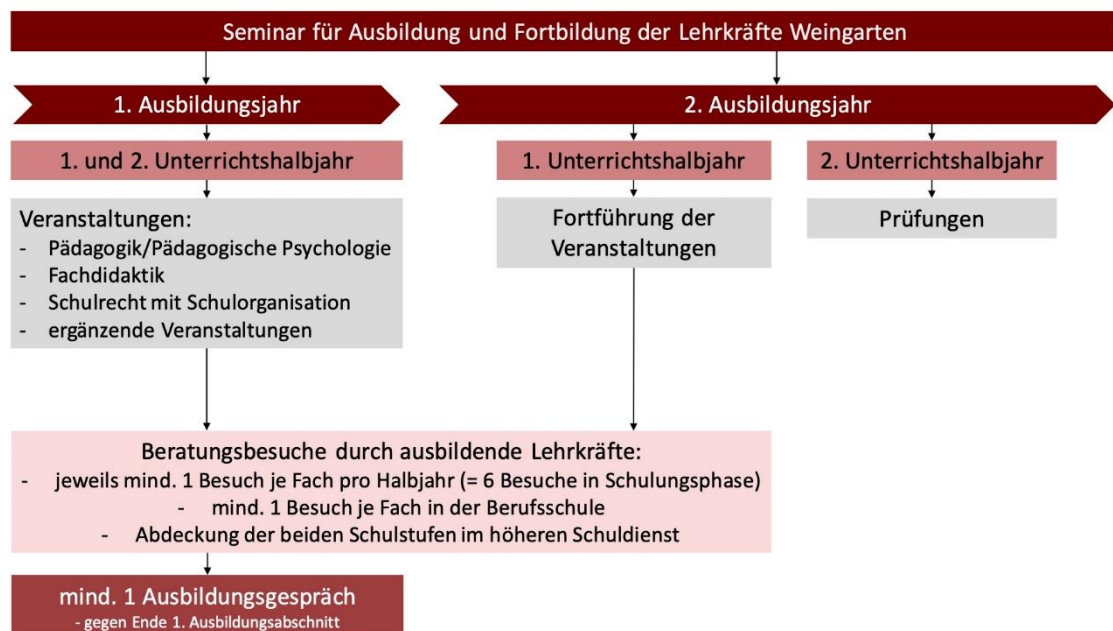 Seminar für Ausbildung und Fortbildung der Lehrkräfte Weingarten
1. Ausbildungsjahr
2. Ausbildungsjahr
1. und 2. Unterrichtshalbjahr
1. Unterrichtshalbjahr
2. Unterrichtshalbjahr
Veranstaltungen:
- Pädagogik/Pädagogische Psychologie
- Fachdidaktik
- Schulrecht mit Schulorganisation
- ergänzende Veranstaltungen
Fortführung der
Veranstaltungen
Prüfungen
Beratungsbesuche durch ausbildende Lehrkräfte:
- jeweils mind. 1 Besuch je Fach pro Halbjahr (= 6 Besuche in Schulungsphase)
- mind. 1 Besuch je Fach in der Berufsschule
- Abdeckung der beiden Schulstufen im höheren Schuldienst
mind. 1 Ausbildungsgespräch
- gegen Ende 1. Ausbildungsabschnitt